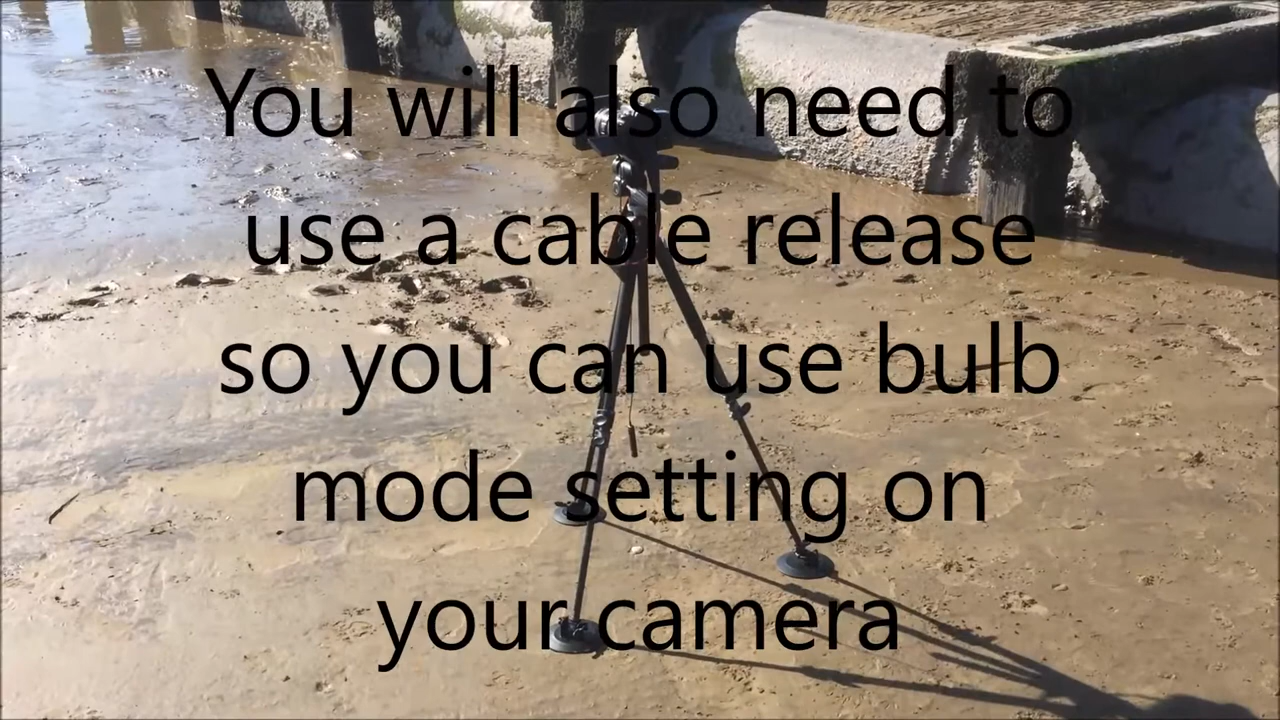 You will also need to
use a cable release
so you can use bulb
mode setting on
your camera